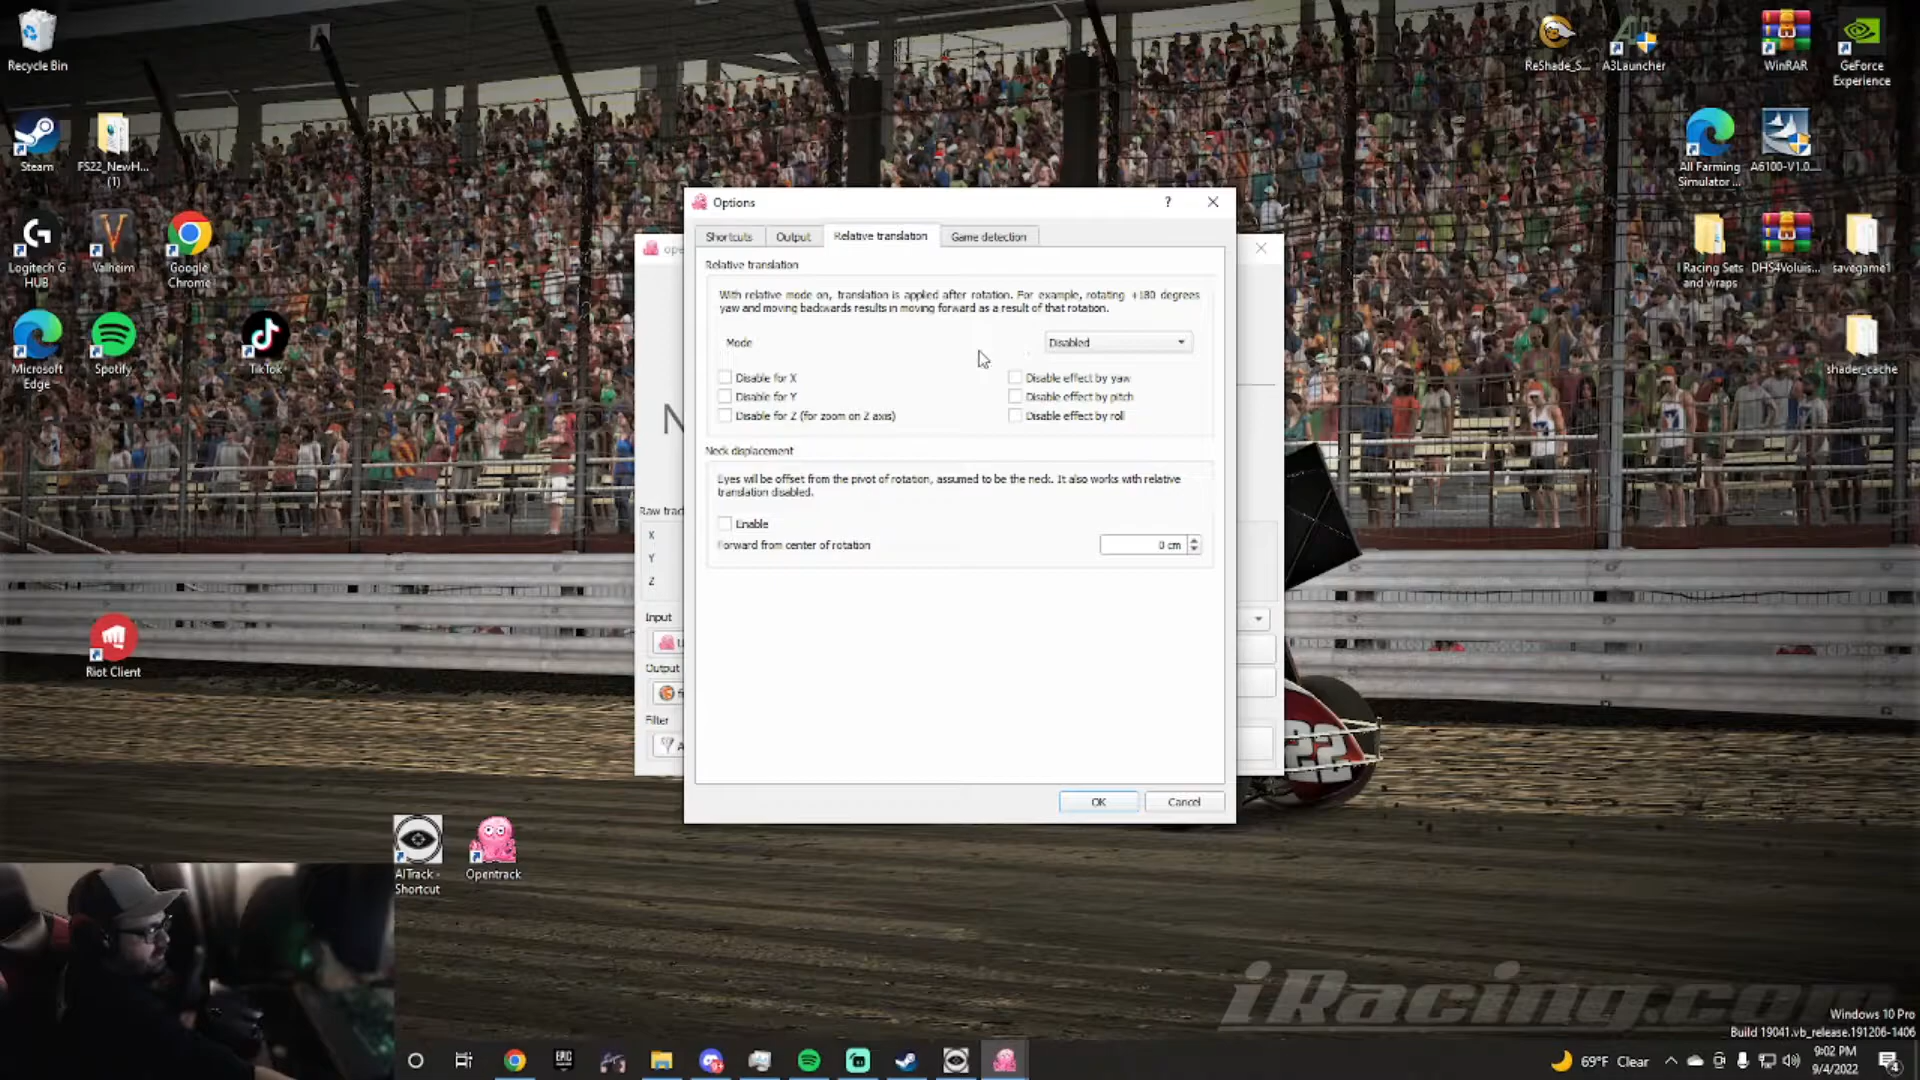 Recycle Bin
ReShade_S...
A3Launcher
WinRAR
GeForce
Experience
Steam
FS22_NewH...
(1)
All Farming
Simulator ...
A6100-V1.0....
Logitech G
HUB
Valheim
Google
Chrome
I Racing Sets
and wraps
DHS4Voluis...
savegame1
Microsoft
Edge
Spotify
TikTok
shader_cache
Riot Client
Options
?
Shortcuts
Output
Relative translation
Game detection
Relative translation
With relative mode on, translation is applied after rotation. For example, rotating +180 degrees
yaw and moving backwards results in moving forward as a result of that rotation.
Mode
Disabled
Disable for X
Disable effect by yaw
Disable for Y
Disable effect by pitch
Disable for Z (for zoom on Z axis)
Disable effect by roll
Neck displacement
Eyes will be offset from the pivot of rotation, assumed to be the neck. It also works with relative
translation disabled.
Enable
Forward from center of rotation
0 cm
OK
Cancel
ope
N
Raw trac
X
Y
Z
Input
Output
Filter
22
AITrack -
Shortcut
Opentrack
iRacing.com
Windows 10 Pro
Build 19041.vb_release.191206-1406
EPIC
69°F Clear
9:02 PM
9/4/2022
4